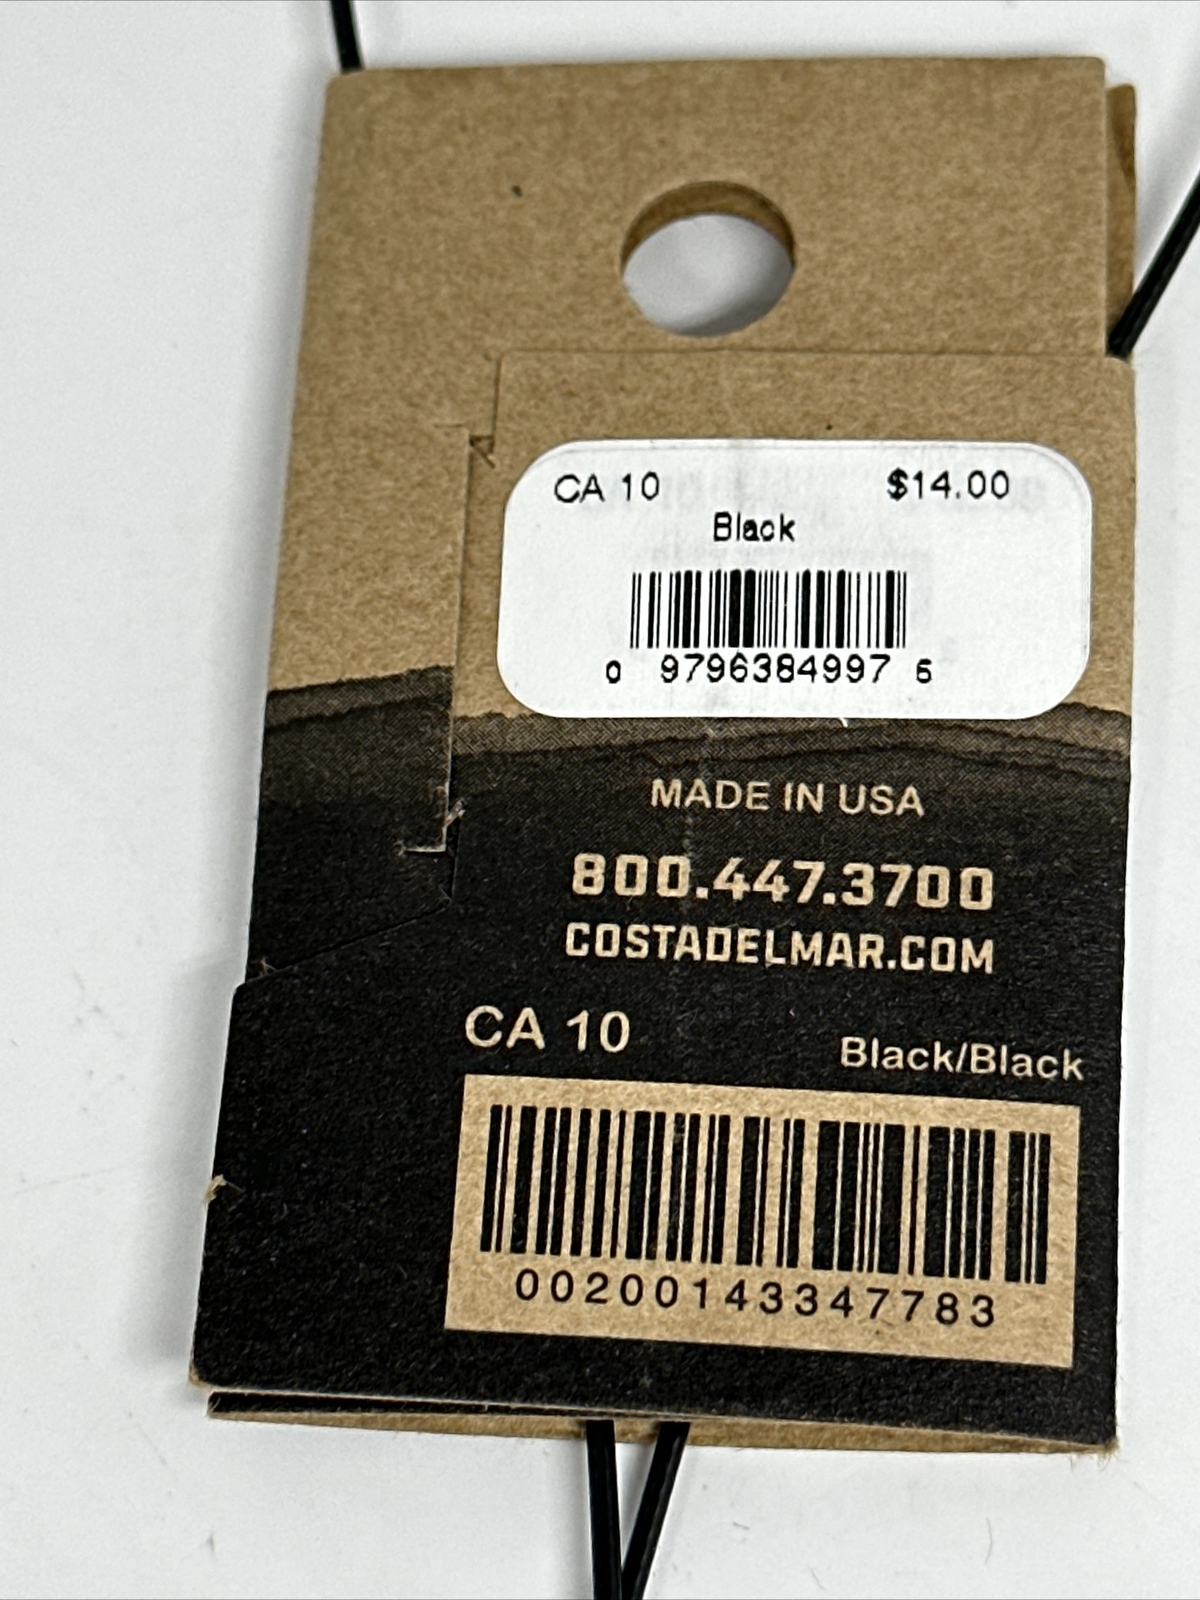 CA 10 $14.00
Black
0 9796384997 6
MADE IN USA
800.447.3700
COSTADELMAR.COM
CA 10 Black/Black
00200143347783